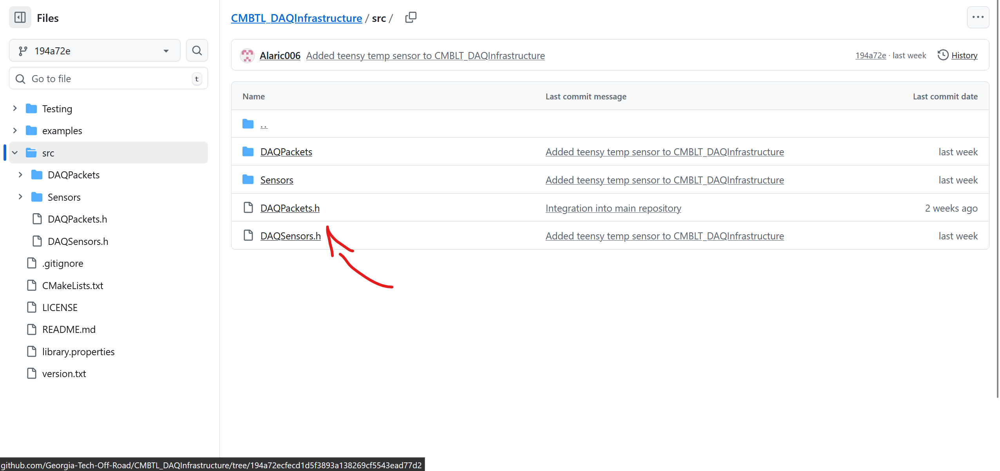 Files
194a72e
Go to file
t
Testing
examples
src
DAQPackets
Sensors
DAQPackets.h
DAQSensors.h
.gitignore
CMakeLists.txt
LICENSE
README.md
library.properties
version.txt
CMBTL_DAQInfrastructure / src /
Alaric006 Added teensy temp sensor to CMBLT_DAQInfrastructure 194a72e · last week History
Name Last commit message Last commit date
..
DAQPackets Added teensy temp sensor to CMBLT_DAQInfrastructure last week
Sensors Added teensy temp sensor to CMBLT_DAQInfrastructure last week
DAQPackets.h Integration into main repository 2 weeks ago
DAQSensors.h Added teensy temp sensor to CMBLT_DAQInfrastructure last week
github.com/Georgia-Tech-Off-Road/CMBTL_DAQInfrastructure/tree/194a72ecfecd1d5f3893a138269cf5543ead77d2